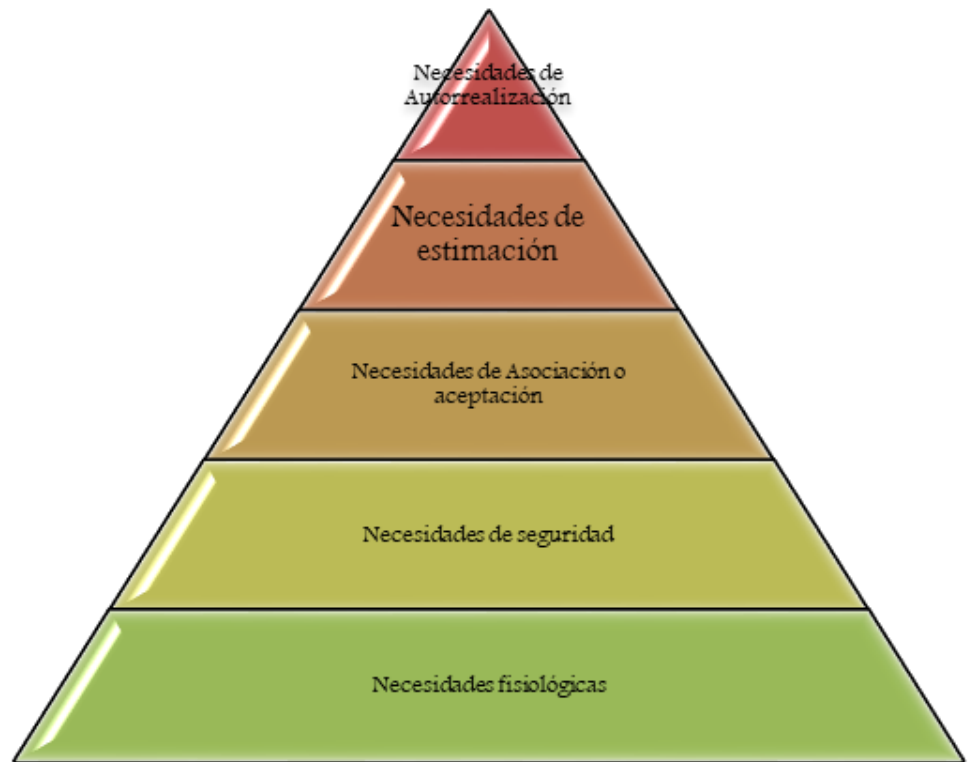 Necesidades de
Autorrealización
Necesidades de
estimación
Necesidades de Asociación o
aceptación
Necesidades de seguridad
Necesidades fisiológicas